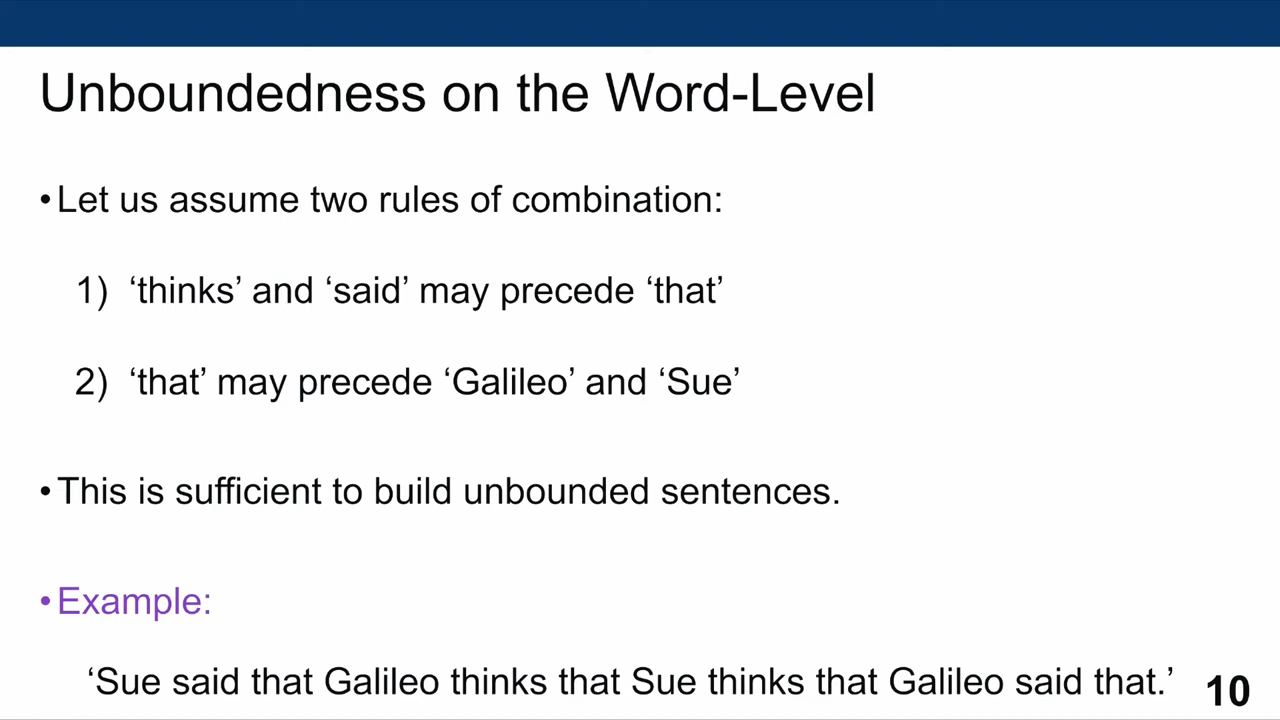 Unboundedness on the Word-Level
•Let us assume two rules of combination:
1) ‘thinks’ and ‘said’ may precede ‘that’
2) ‘that’ may precede ‘Galileo’ and ‘Sue’
•This is sufficient to build unbounded sentences.
•Example:
‘Sue said that Galileo thinks that Sue thinks that Galileo said that.’
10